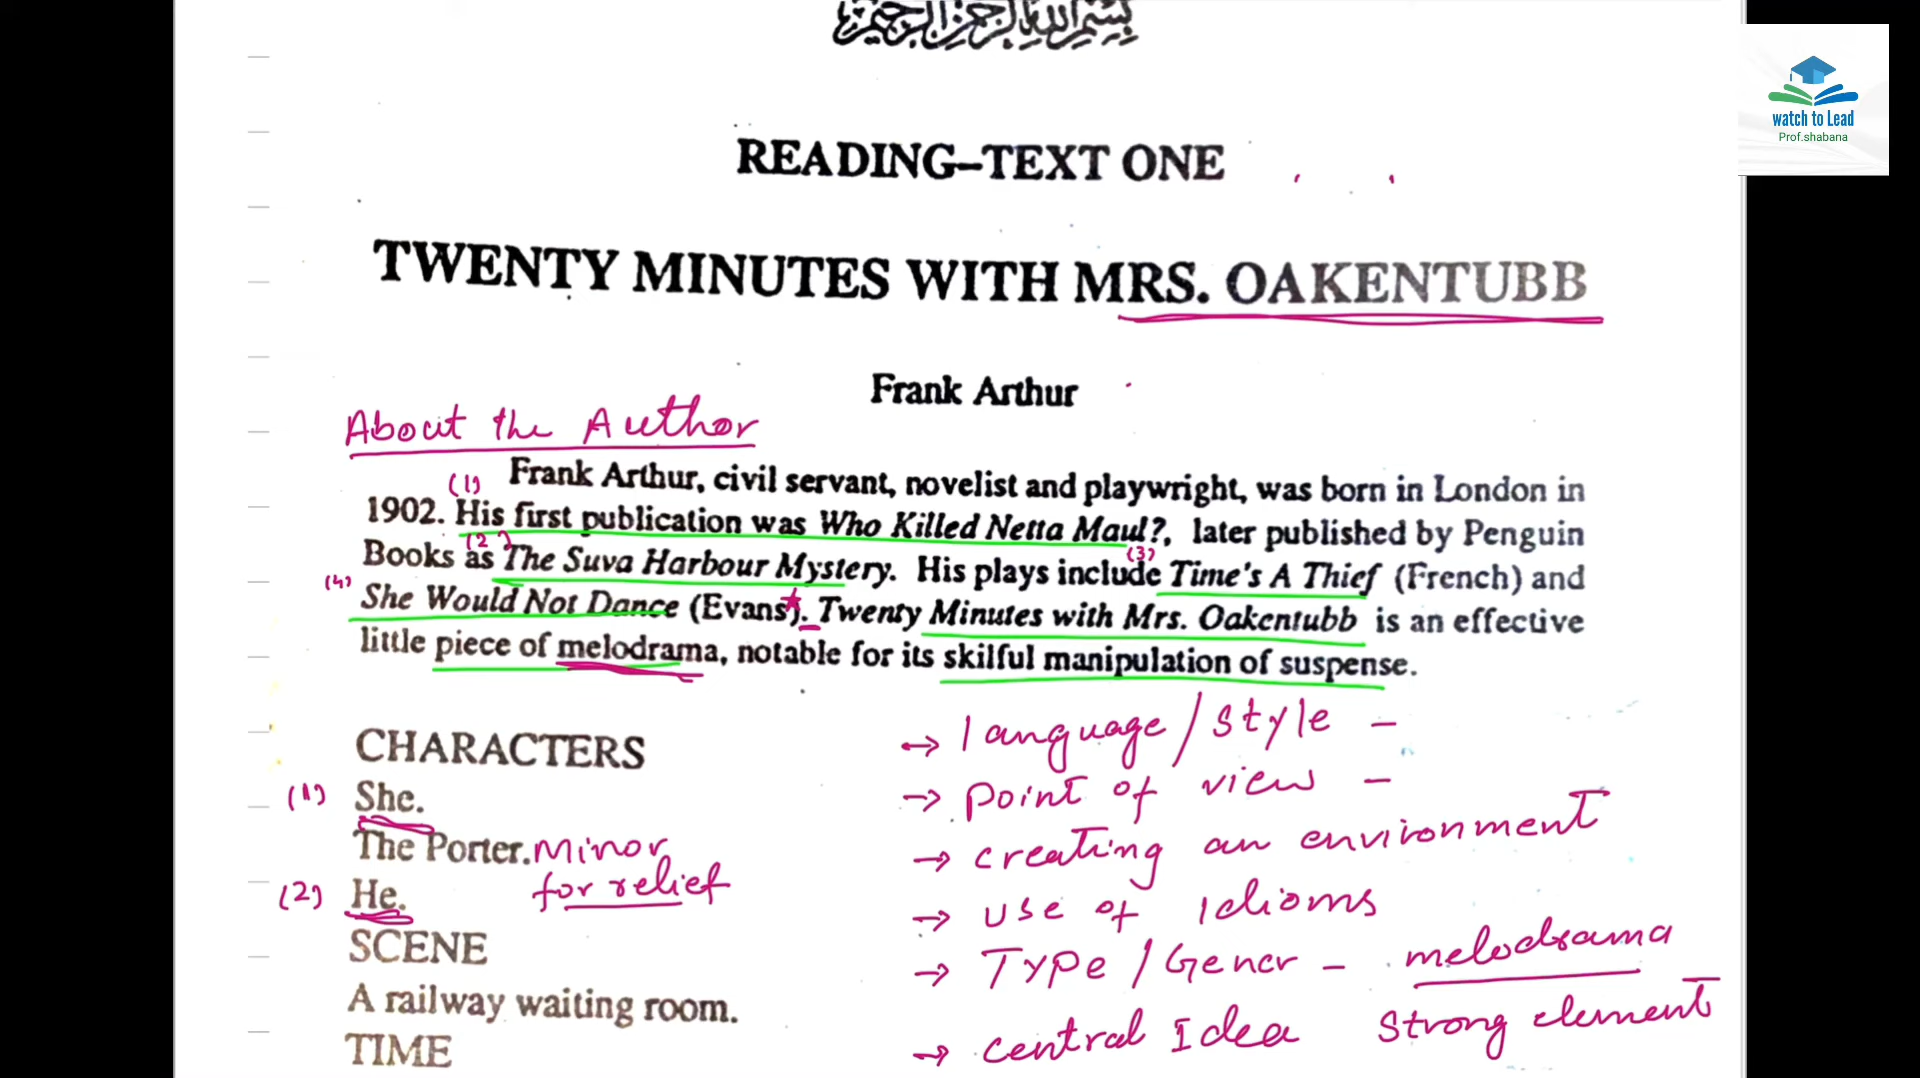 بسم الله الرحمن الرحيم
watch to Lead
Prof.shabana
READING–TEXT ONE
TWENTY MINUTES WITH MRS. OAKENTUBB
Frank Arthur
About the Author
(1) Frank Arthur, civil servant, novelist and playwright, was born in London in
1902. His first publication was Who Killed Netta Maul?, later published by Penguin
(2) (3)
Books as The Suva Harbour Mystery. His plays include Time's A Thief (French) and
(4) She Would Not Dance (Evans). Twenty Minutes with Mrs. Oakentubb is an effective
little piece of melodrama, notable for its skilful manipulation of suspense.
CHARACTERS
(1) She.
The Porter. Minor
for relief
(2) He.
SCENE
A railway waiting room.
TIME
→ language/style –
→ point of view –
→ creating an environment
→ use of Idioms
→ Type/Gener – melodrama
→ central Idea strong element